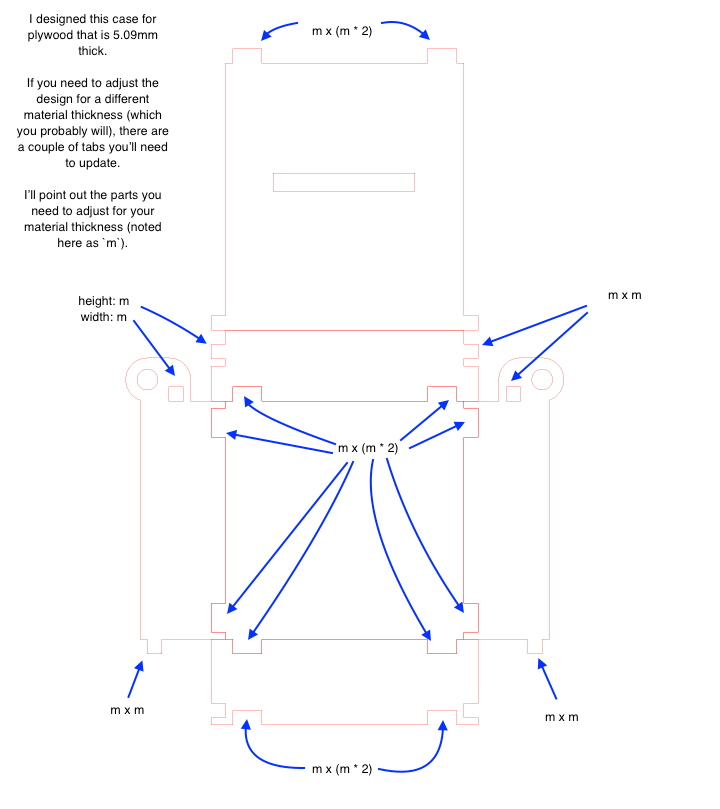 I designed this case for
plywood that is 5.09mm
thick.
If you need to adjust the
design for a different
material thickness (which
you probably will), there are
a couple of tabs you'll need
to update.
I'll point out the parts you
need to adjust for your
material thickness (noted
here as `m`).
m x (m * 2)
height: m
width: m
m x m
m x (m * 2)
m x m
m x m
m x (m * 2)